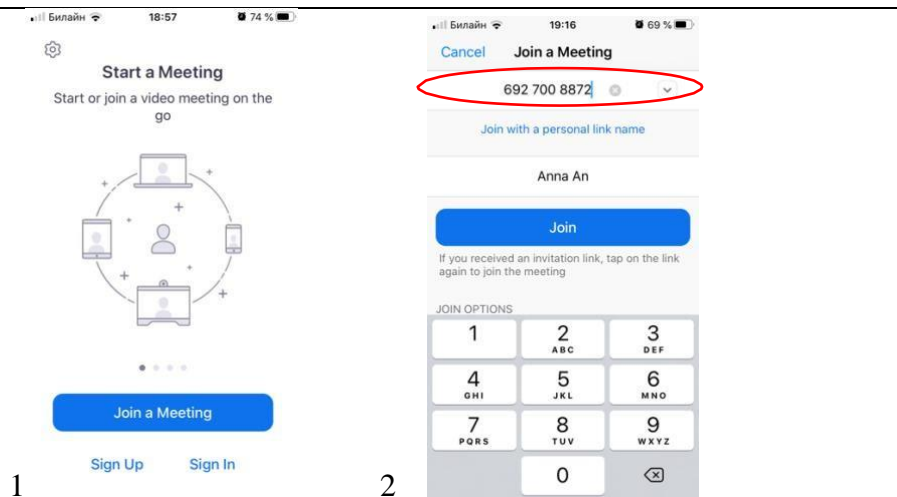 Билайн 18:57 74 %
Start a Meeting
Start or join a video meeting on the
go
Join a Meeting
Sign Up Sign In
1
Билайн 19:16 69 %
Cancel Join a Meeting
692 700 8872
Join with a personal link name
Anna An
Join
If you received an invitation link, tap on the link
again to join the meeting
JOIN OPTIONS
1 2 3
ABC DEF
4 5 6
GHI JKL MNO
7 8 9
PQRS TUV WXYZ
0
2